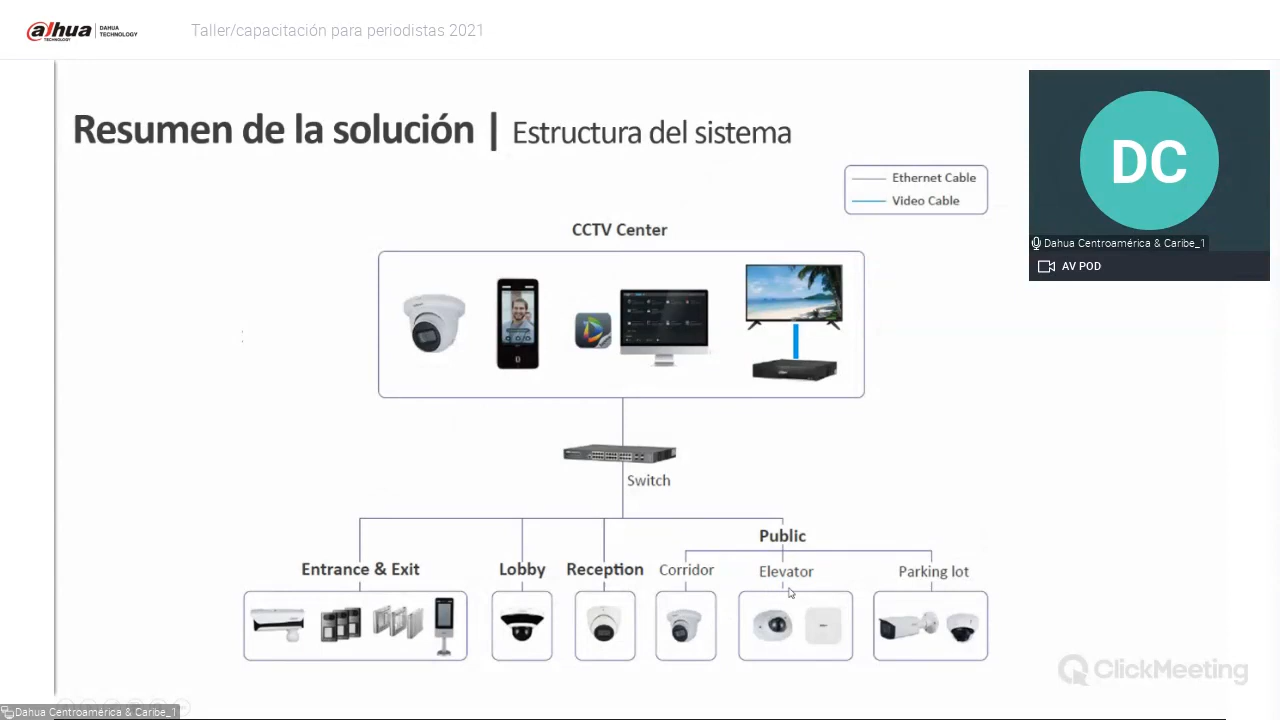 alhua
TECHNOLOGY
DAHUA
TECHNOLOGY
Taller/capacitación para periodistas 2021
Resumen de la solución | Estructura del sistema
Ethernet Cable
Video Cable
DC
Dahua Centroamérica & Caribe_1
AV POD
CCTV Center
Switch
Public
Entrance & Exit
Lobby
Reception
Corridor
Elevator
Parking lot
ClickMeeting
Dahua Centroamérica & Caribe_1